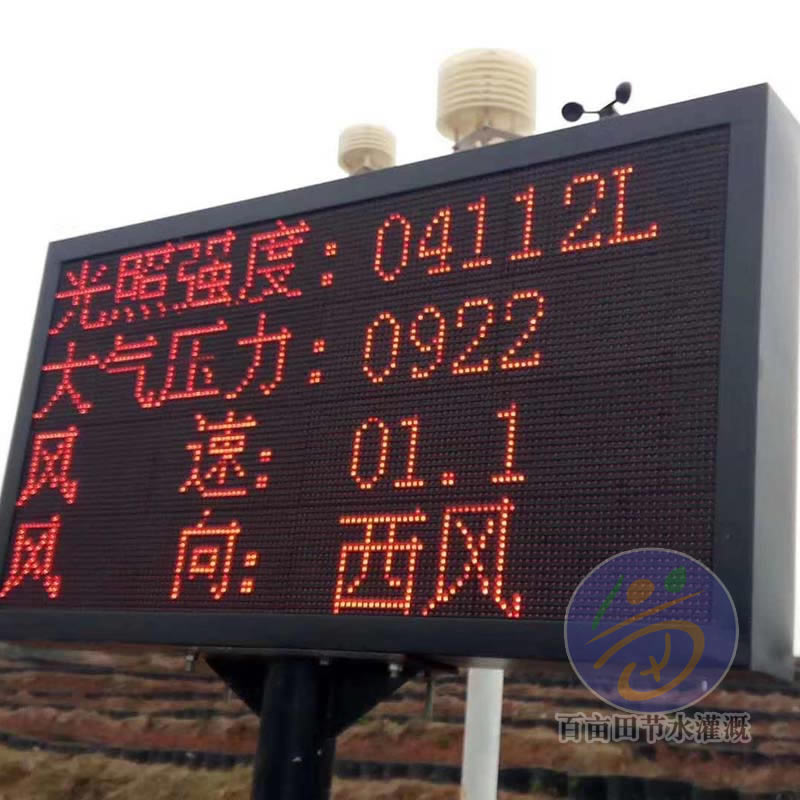 光照强度：04112L
大气压力：0922
风 速：01.1
风 向：西风
百亩田节水灌溉